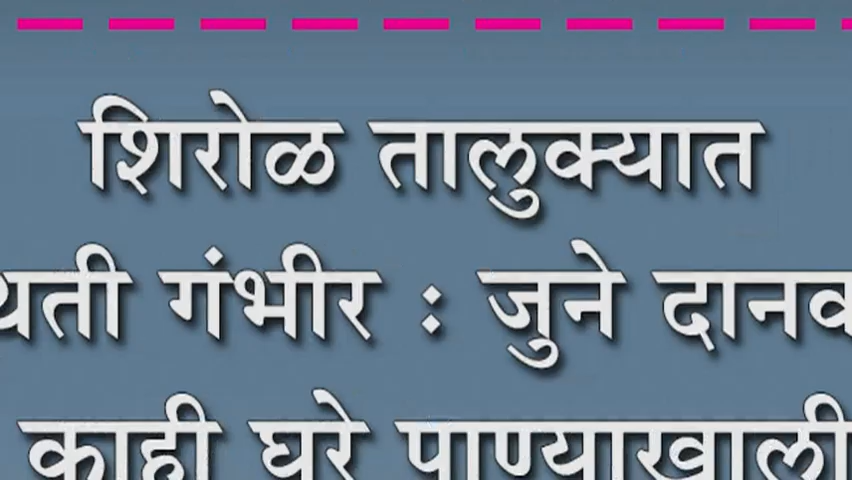 शिरोळ तालुक्यात
गंभीर : जुने
काही घरे पाण्याखाली